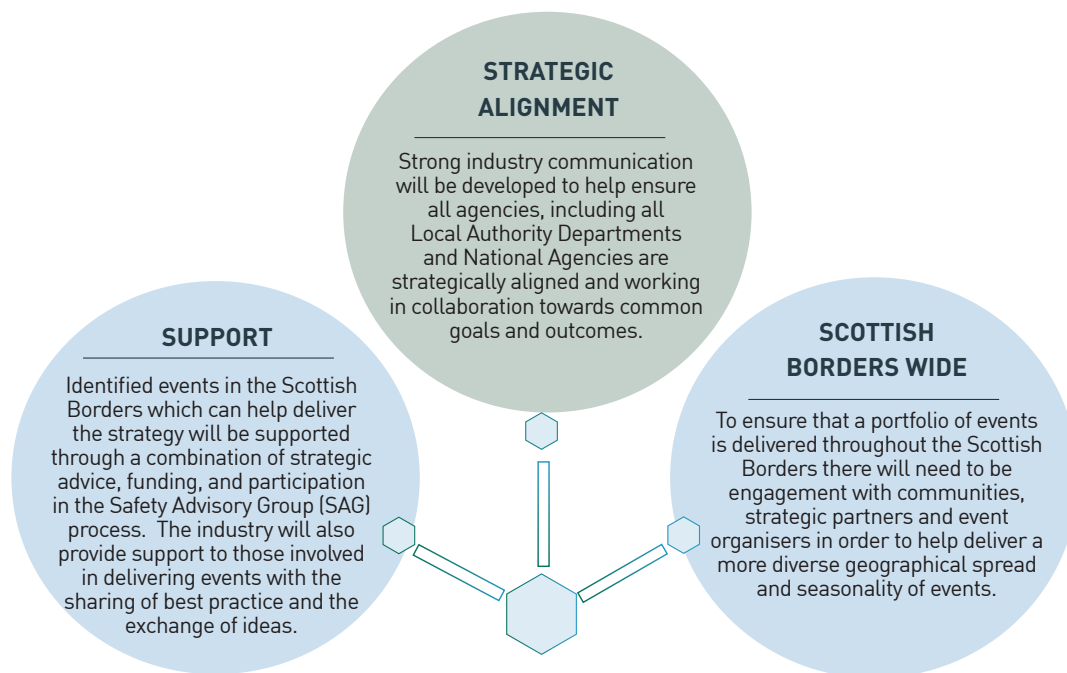 STRATEGIC
ALIGNMENT
Strong industry communication
will be developed to help ensure
all agencies, including all
Local Authority Departments
and National Agencies are
strategically aligned and working
in collaboration towards common
goals and outcomes.
SUPPORT
Identified events in the Scottish
Borders which can help deliver
the strategy will be supported
through a combination of strategic
advice, funding, and participation
in the Safety Advisory Group (SAG)
process.  The industry will also
provide support to those involved
in delivering events with the
sharing of best practice and the
exchange of ideas.
SCOTTISH
BORDERS WIDE
To ensure that a portfolio of events
is delivered throughout the Scottish
Borders there will need to be
engagement with communities,
strategic partners and event
organisers in order to help deliver a
more diverse geographical spread
and seasonality of events.